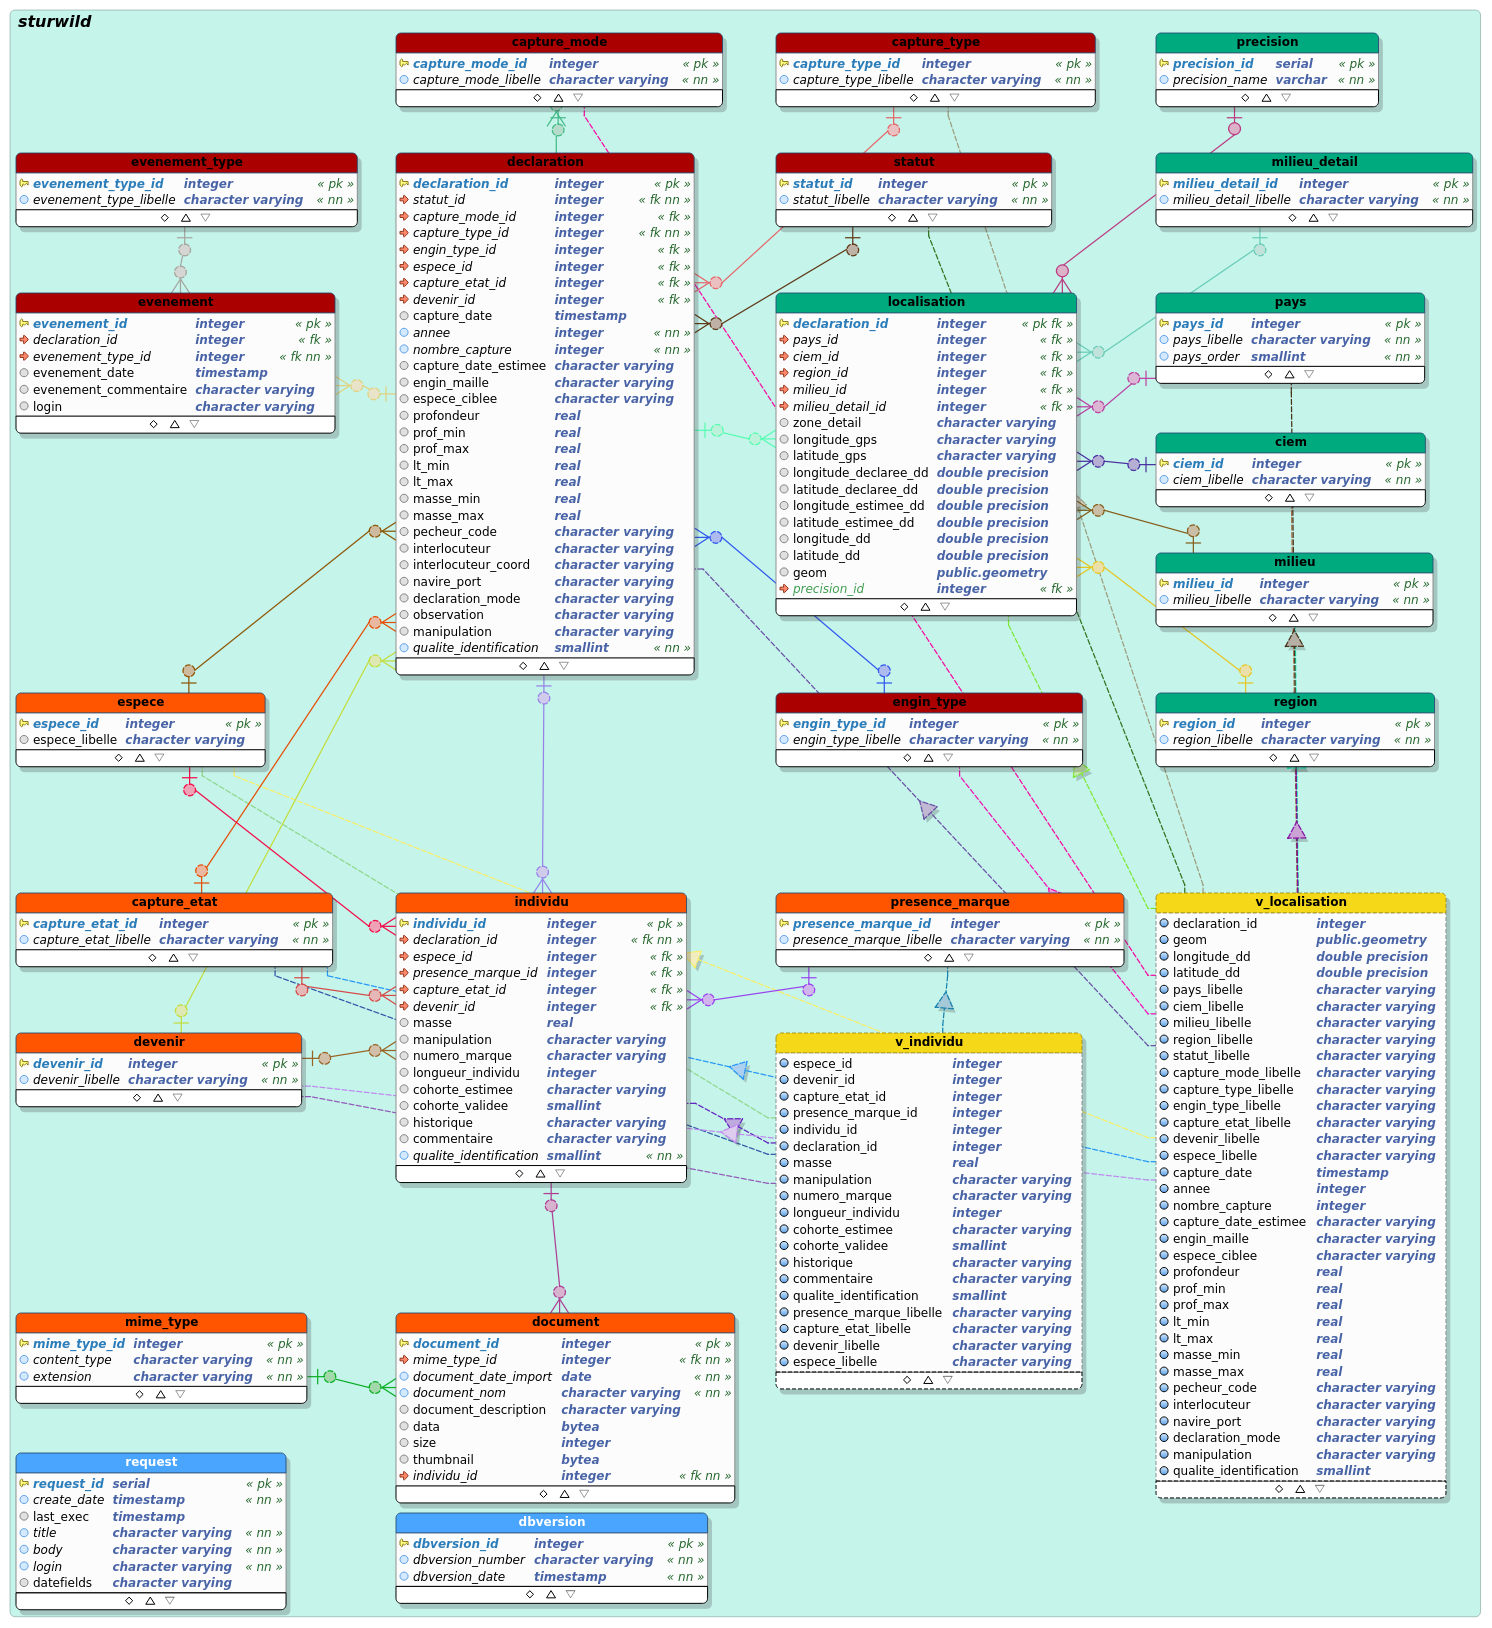 sturwild
capture_mode
capture_mode_id integer « pk »
capture_mode_libelle character varying « nn »
capture_type
capture_type_id integer « pk »
capture_type_libelle character varying « nn »
precision
precision_id serial « pk »
precision_name varchar « nn »
evenement_type
evenement_type_id integer « pk »
evenement_type_libelle character varying « nn »
declaration
declaration_id integer « pk »
statut_id integer « fk nn »
capture_mode_id integer « fk »
capture_type_id integer « fk nn »
engin_type_id integer « fk »
espece_id integer « fk »
capture_etat_id integer « fk »
devenir_id integer « fk »
capture_date timestamp
annee integer « nn »
nombre_capture integer « nn »
capture_date_estimee character varying
engin_maille character varying
espece_ciblee character varying
profondeur real
prof_min real
prof_max real
lt_min real
lt_max real
masse_min real
masse_max real
pecheur_code character varying
interlocuteur character varying
interlocuteur_coord character varying
navire_port character varying
declaration_mode character varying
observation character varying
manipulation character varying
qualite_identification smallint « nn »
statut
statut_id integer « pk »
statut_libelle character varying « nn »
milieu_detail
milieu_detail_id integer « pk »
milieu_detail_libelle character varying « nn »
evenement
evenement_id integer « pk »
declaration_id integer « fk »
evenement_type_id integer « fk nn »
evenement_date timestamp
evenement_commentaire character varying
login character varying
localisation
declaration_id integer « pk fk »
pays_id integer « fk »
ciem_id integer « fk »
region_id integer « fk »
milieu_id integer « fk »
milieu_detail_id integer « fk »
zone_detail character varying
longitude_gps character varying
latitude_gps character varying
longitude_declaree_dd double precision
latitude_declaree_dd double precision
longitude_estimee_dd double precision
latitude_estimee_dd double precision
longitude_dd double precision
latitude_dd double precision
geom public.geometry
precision_id integer « fk »
pays
pays_id integer « pk »
pays_libelle character varying « nn »
pays_order smallint « nn »
ciem
ciem_id integer « pk »
ciem_libelle character varying « nn »
milieu
milieu_id integer « pk »
milieu_libelle character varying « nn »
espece
espece_id integer « pk »
espece_libelle character varying
engin_type
engin_type_id integer « pk »
engin_type_libelle character varying « nn »
region
region_id integer « pk »
region_libelle character varying « nn »
capture_etat
capture_etat_id integer « pk »
capture_etat_libelle character varying « nn »
individu
individu_id integer « pk »
declaration_id integer « fk nn »
espece_id integer « fk »
presence_marque_id integer « fk »
capture_etat_id integer « fk »
devenir_id integer « fk »
masse real
manipulation character varying
numero_marque character varying
longueur_individu integer
cohorte_estimee character varying
cohorte_validee smallint
historique character varying
commentaire character varying
qualite_identification smallint « nn »
presence_marque
presence_marque_id integer « pk »
presence_marque_libelle character varying « nn »
v_localisation
declaration_id integer
geom public.geometry
longitude_dd double precision
latitude_dd double precision
pays_libelle character varying
ciem_libelle character varying
milieu_libelle character varying
region_libelle character varying
statut_libelle character varying
capture_mode_libelle character varying
capture_type_libelle character varying
engin_type_libelle character varying
capture_etat_libelle character varying
devenir_libelle character varying
espece_libelle character varying
capture_date timestamp
annee integer
nombre_capture integer
capture_date_estimee character varying
engin_maille character varying
espece_ciblee character varying
profondeur real
prof_min real
prof_max real
lt_min real
lt_max real
masse_min real
masse_max real
pecheur_code character varying
interlocuteur character varying
navire_port character varying
declaration_mode character varying
manipulation character varying
qualite_identification smallint
devenir
devenir_id integer « pk »
devenir_libelle character varying « nn »
v_individu
espece_id integer
devenir_id integer
capture_etat_id integer
presence_marque_id integer
individu_id integer
declaration_id integer
masse real
manipulation character varying
numero_marque character varying
longueur_individu integer
cohorte_estimee character varying
cohorte_validee smallint
historique character varying
commentaire character varying
qualite_identification smallint
presence_marque_libelle character varying
capture_etat_libelle character varying
devenir_libelle character varying
espece_libelle character varying
mime_type
mime_type_id integer « pk »
content_type character varying « nn »
extension character varying « nn »
document
document_id integer « pk »
mime_type_id integer « fk nn »
document_date_import date « nn »
document_nom character varying « nn »
document_description character varying
data bytea
size integer
thumbnail bytea
individu_id integer « fk nn »
request
request_id serial « pk »
create_date timestamp « nn »
last_exec timestamp
title character varying « nn »
body character varying « nn »
login character varying « nn »
datefields character varying
dbversion
dbversion_id integer « pk »
dbversion_number character varying « nn »
dbversion_date timestamp « nn »